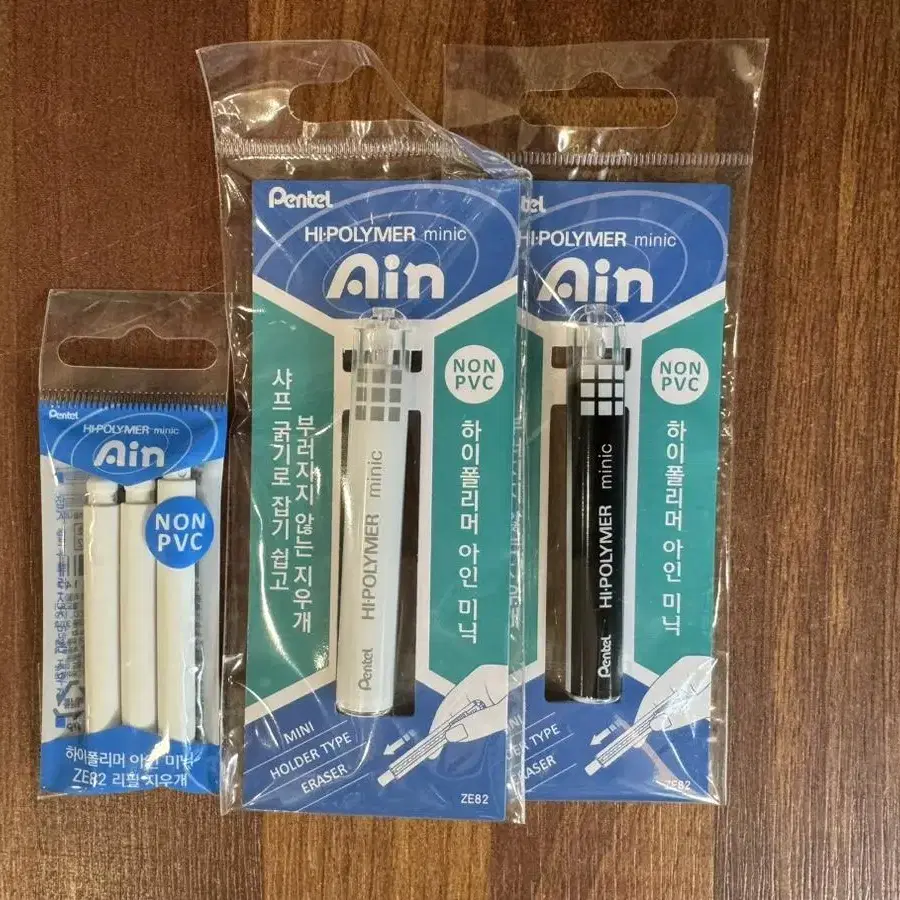 Pentel
HI·POLYMER minic
Ain
NON
PVC
하이폴리머 아인 미닉
ZE82 리필 지우개
Pentel
HI·POLYMER minic
Ain
NON
PVC
샤프 굵기로 잡기 쉽고
부러지지 않는 지우개
하이폴리머 아인 미닉
Pentel HI·POLYMER minic
MINI
HOLDER TYPE
ERASER
ZE82
HI·POLYMER minic
Ain
NON
PVC
하이폴리머 아인 미닉
Pentel HI·POLYMER minic
TYPE
ERASER
ZE82